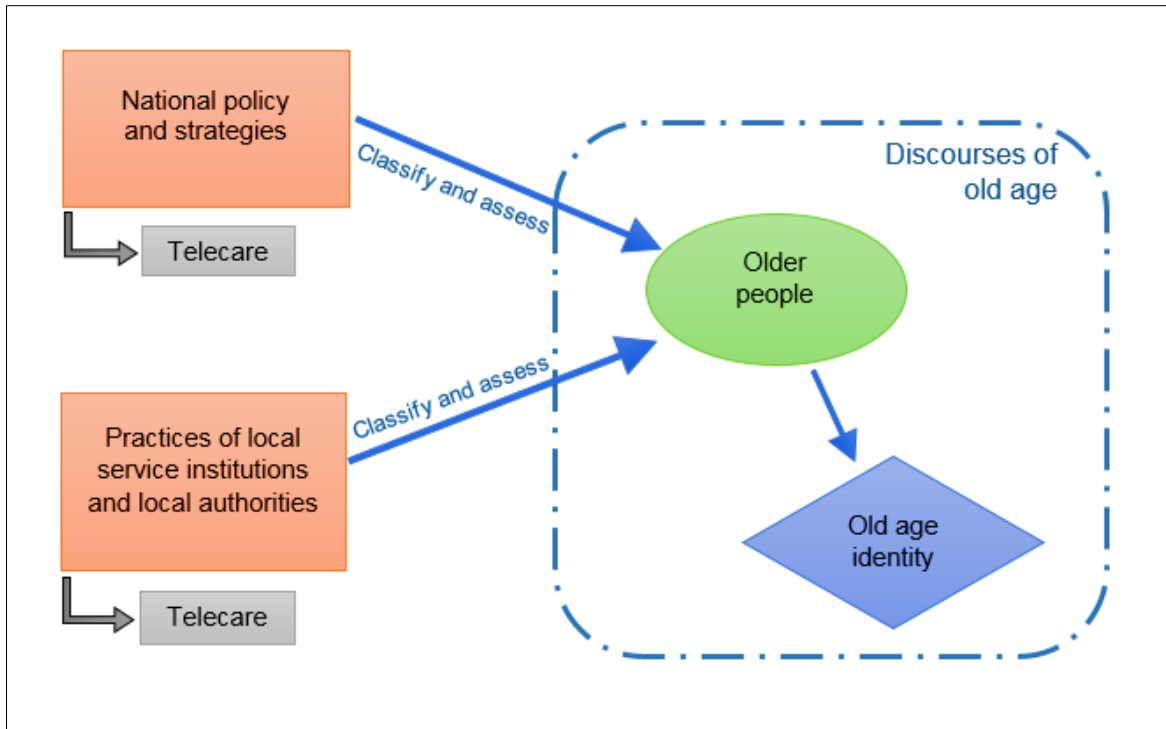 National policy
and strategies
Telecare
Classify and assess
Discourses of
old age
Older
people
Classify and assess
Practices of local
service institutions
and local authorities
Telecare
Old age
identity